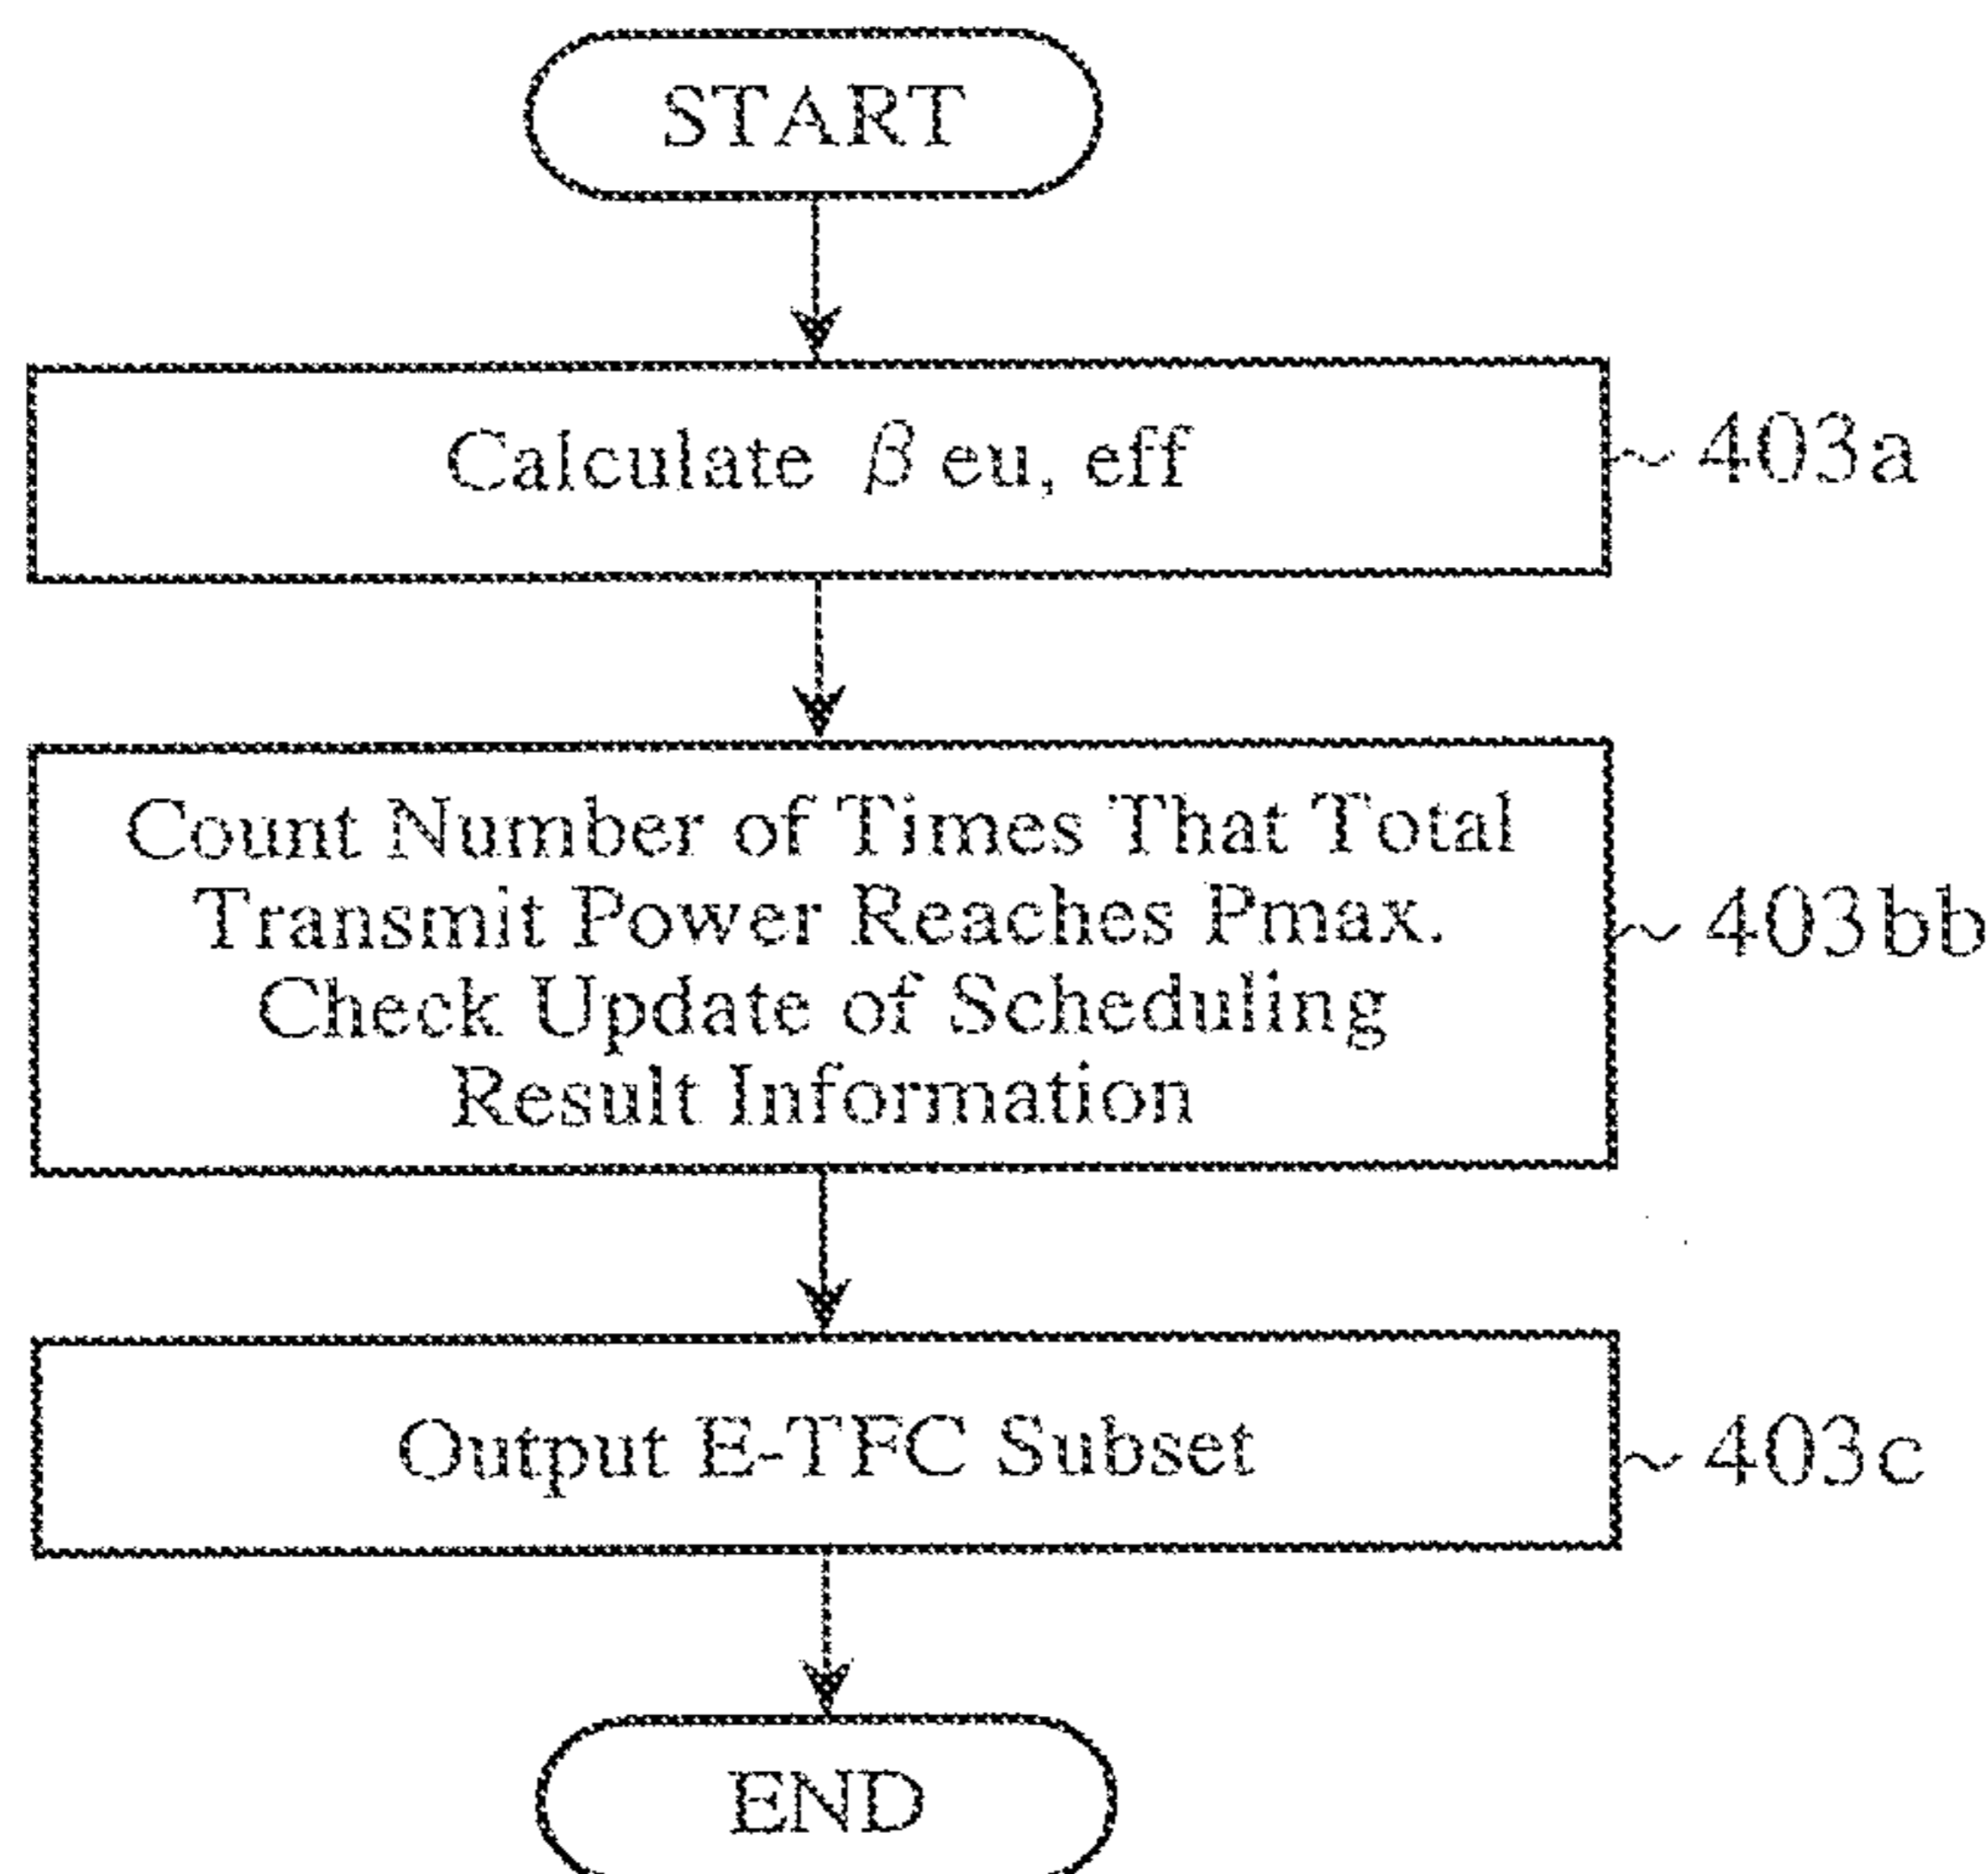 START
Calculate β eu, eff
~ 403a
Count Number of Times That Total
Transmit Power Reaches Pmax.
Check Update of Scheduling
Result Information
~ 403bb
Output E-TFC Subset
~ 403c
END